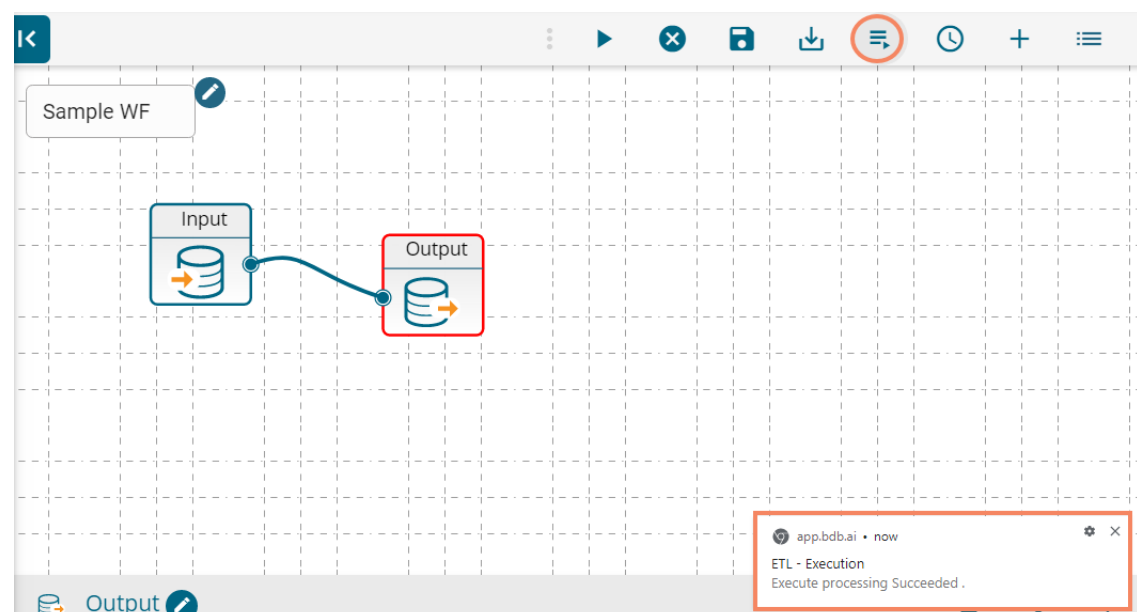 Sample WF
Input
Output
app.bdb.ai • now
ETL - Execution
Execute processing Succeeded .
Output